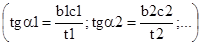 (tgα1 = b1c1/t1; tgα2 = b2c2/t2;...)